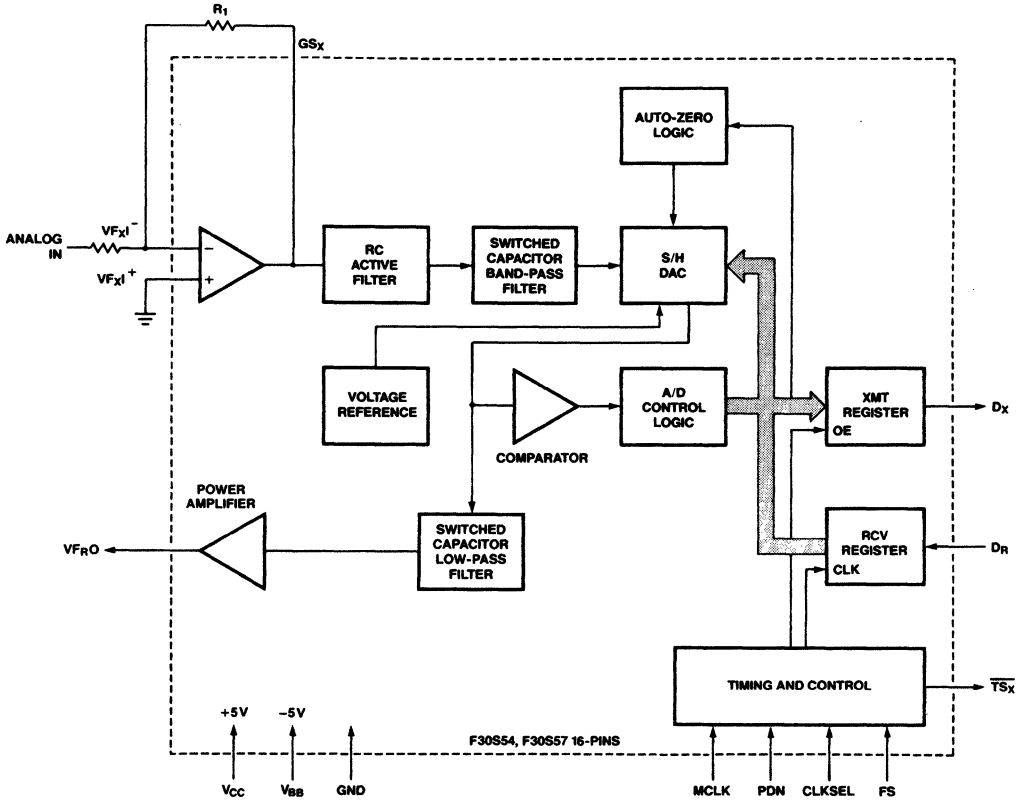 R1
GSX
AUTO-ZERO
LOGIC
ANALOG
IN
VFXI−
VFXI+
−
+
RC
ACTIVE
FILTER
SWITCHED
CAPACITOR
BAND-PASS
FILTER
S/H
DAC
VOLTAGE
REFERENCE
COMPARATOR
A/D
CONTROL
LOGIC
XMT
REGISTER
OE
DX
POWER
AMPLIFIER
VFRO
SWITCHED
CAPACITOR
LOW-PASS
FILTER
RCV
REGISTER
CLK
DR
TIMING AND CONTROL
T̅S̅X̅
+5V
−5V
F30S54, F30S57 16-PINS
VCC
VBB
GND
MCLK
PDN
CLKSEL
FS